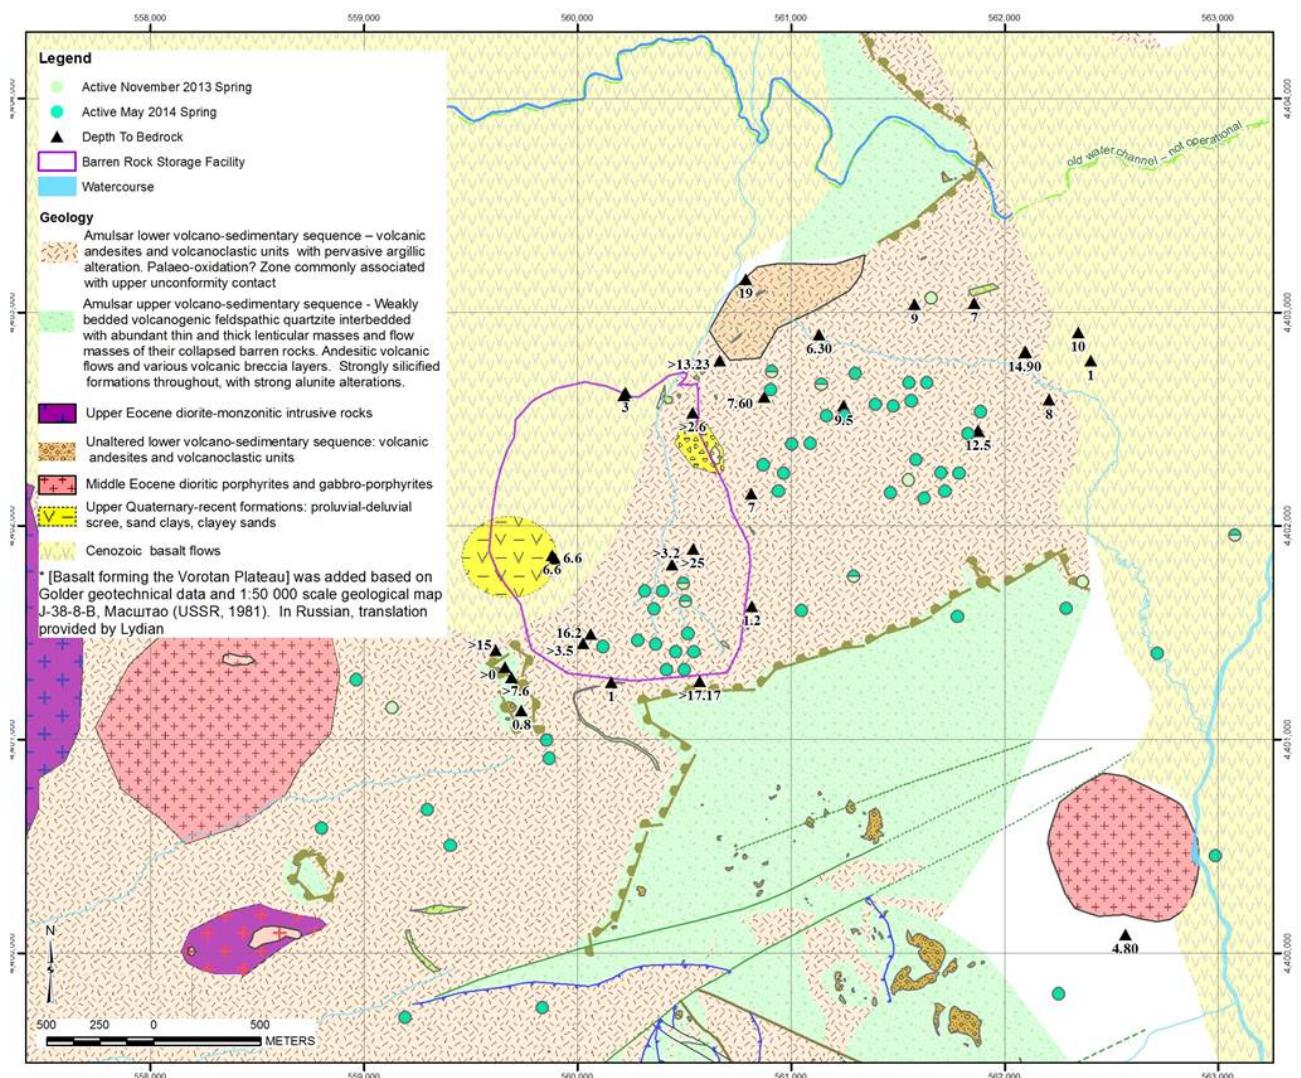 558,000
559,000
560,000
561,000
562,000
563,000
Legend
Active November 2013 Spring
Active May 2014 Spring
Depth To Bedrock
Barren Rock Storage Facility
Watercourse
Geology
Amulsar lower volcano-sedimentary sequence – volcanic
andesites and volcanoclastic units with pervasive argillic
alteration. Palaeo-oxidation? Zone commonly associated
with upper unconformity contact
Amulsar upper volcano-sedimentary sequence - Weakly
bedded volcanogenic feldspathic quartzite interbedded
with abundant thin and thick lenticular masses and flow
masses of their collapsed barren rocks. Andesitic volcanic
flows and various volcanic breccia layers. Strongly silicified
formations throughout, with strong alunite alterations.
Upper Eocene diorite-monzonitic intrusive rocks
Unaltered lower volcano-sedimentary sequence: volcanic
andesites and volcanoclastic units
Middle Eocene dioritic porphyrites and gabbro-porphyrites
Upper Quaternary-recent formations: proluvial-deluvial
scree, sand clays, clayey sands
Cenozoic basalt flows
* [Basalt forming the Vorotan Plateau] was added based on
Golder geotechnical data and 1:50 000 scale geological map
J-38-8-B, Масштао (USSR, 1981). In Russian, translation
provided by Lydian
old water channel – not operational
19
9
7
6.30
10
14.90
1
>13.23
3
7.60
9.5
8
>2.6
12.5
7
>3.2
>25
6.6
6.6
1.2
16.2
>3.5
>15
>0
>7.6
1
>17.17
0.8
4.80
4,404,000
4,403,000
4,402,000
4,401,000
4,400,000
N
500
250
0
500
METERS
558,000
559,000
560,000
561,000
562,000
563,000